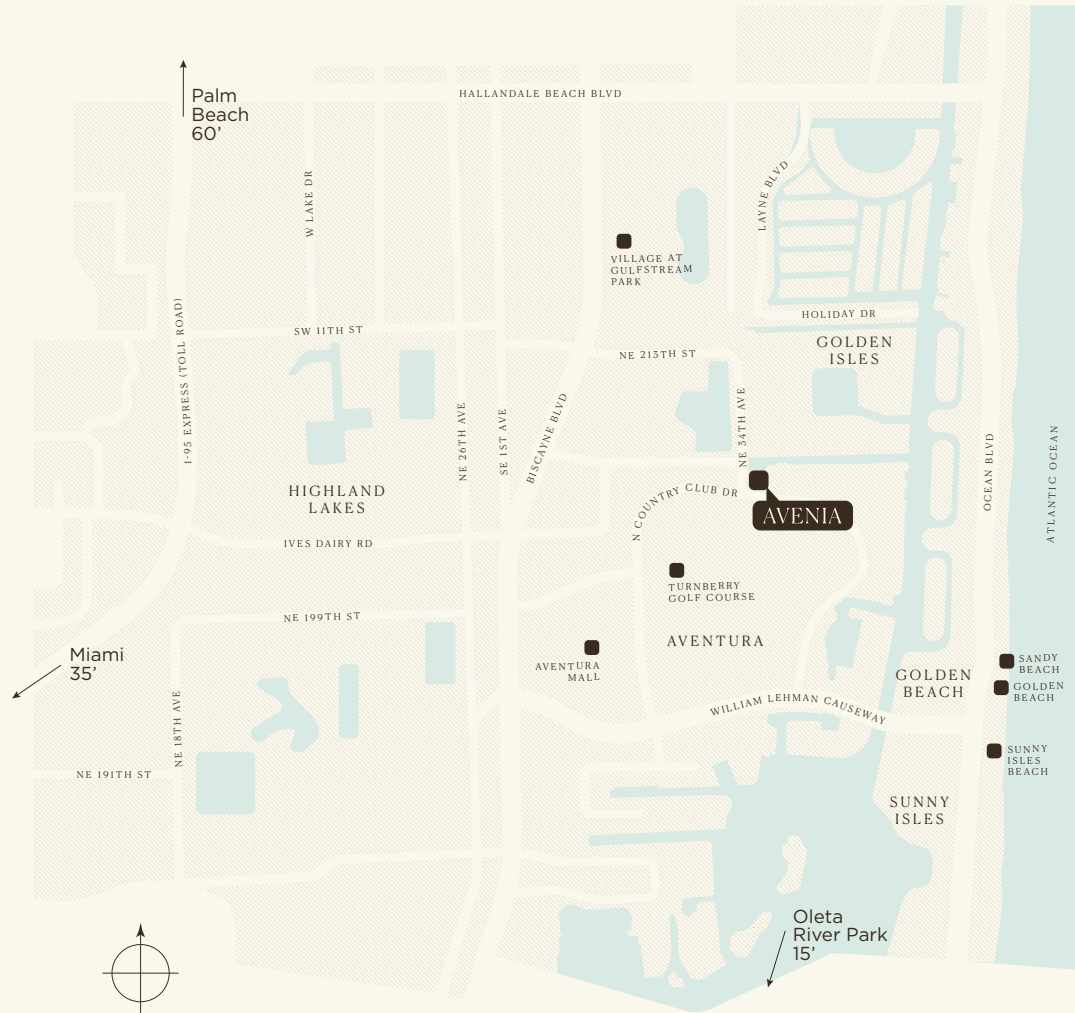 HALLANDALE BEACH BLVD
Palm
Beach
60’
W LAKE DR
LAYNE BLVD
VILLAGE AT
GULFSTREAM
PARK
I-95 EXPRESS (TOLL ROAD)
SW 11TH ST
HOLIDAY DR
GOLDEN
ISLES
NE 213TH ST
NE 26TH AVE
SE 1ST AVE
BISCAYNE BLVD
NE 34TH AVE
OCEAN BLVD
ATLANTIC OCEAN
HIGHLAND
LAKES
N COUNTRY CLUB DR
AVENIA
IVES DAIRY RD
TURNBERRY
GOLF COURSE
NE 199TH ST
AVENTURA
Miami
35’
AVENTURA
MALL
SANDY
BEACH
GOLDEN
BEACH
GOLDEN
BEACH
NE 18TH AVE
WILLIAM LEHMAN CAUSEWAY
SUNNY
ISLES
BEACH
NE 191TH ST
SUNNY
ISLES
Oleta
River Park
15’